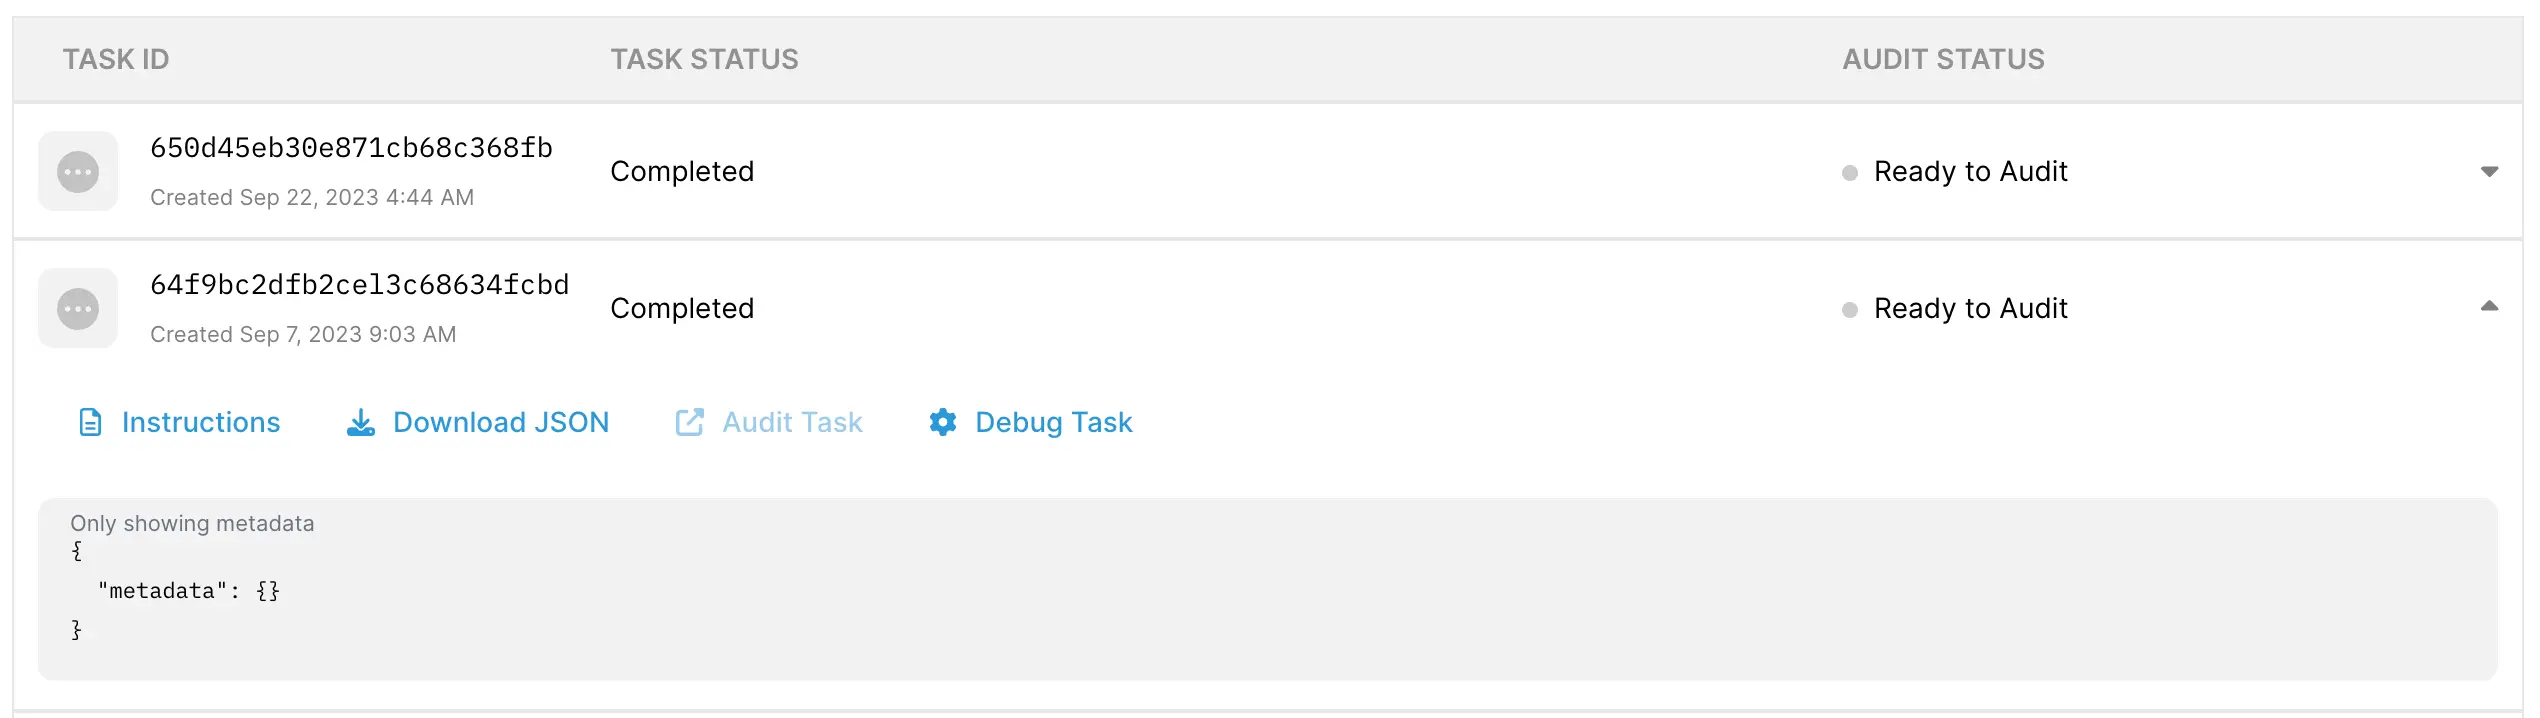 TASK ID TASK STATUS AUDIT STATUS
650d45eb30e871cb68c368fb
Completed Ready to Audit
Created Sep 22, 2023 4:44 AM
64f9bc2dfb2cel3c68634fcbd
Completed Ready to Audit
Created Sep 7, 2023 9:03 AM
Instructions Download JSON Audit Task Debug Task
Only showing metadata
{
"metadata": {}
}